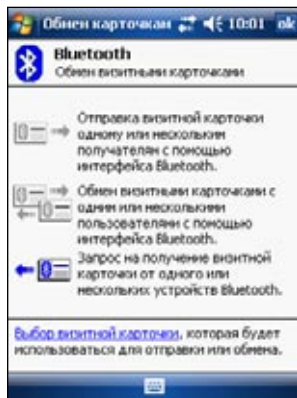 Обмен карточкам 10:01 ok
Bluetooth
Обмен визитными карточками
Отправка визитной карточки
одному или нескольким
получателям с помощью
интерфейса Bluetooth.
Обмен визитными карточками с
одним или несколькими
пользователями с помощью
интерфейса Bluetooth.
Запрос на получение визитной
карточки от одного или
нескольких устройств Bluetooth.
Выбор визитной карточки, которая будет
использоваться для отправки или обмена.